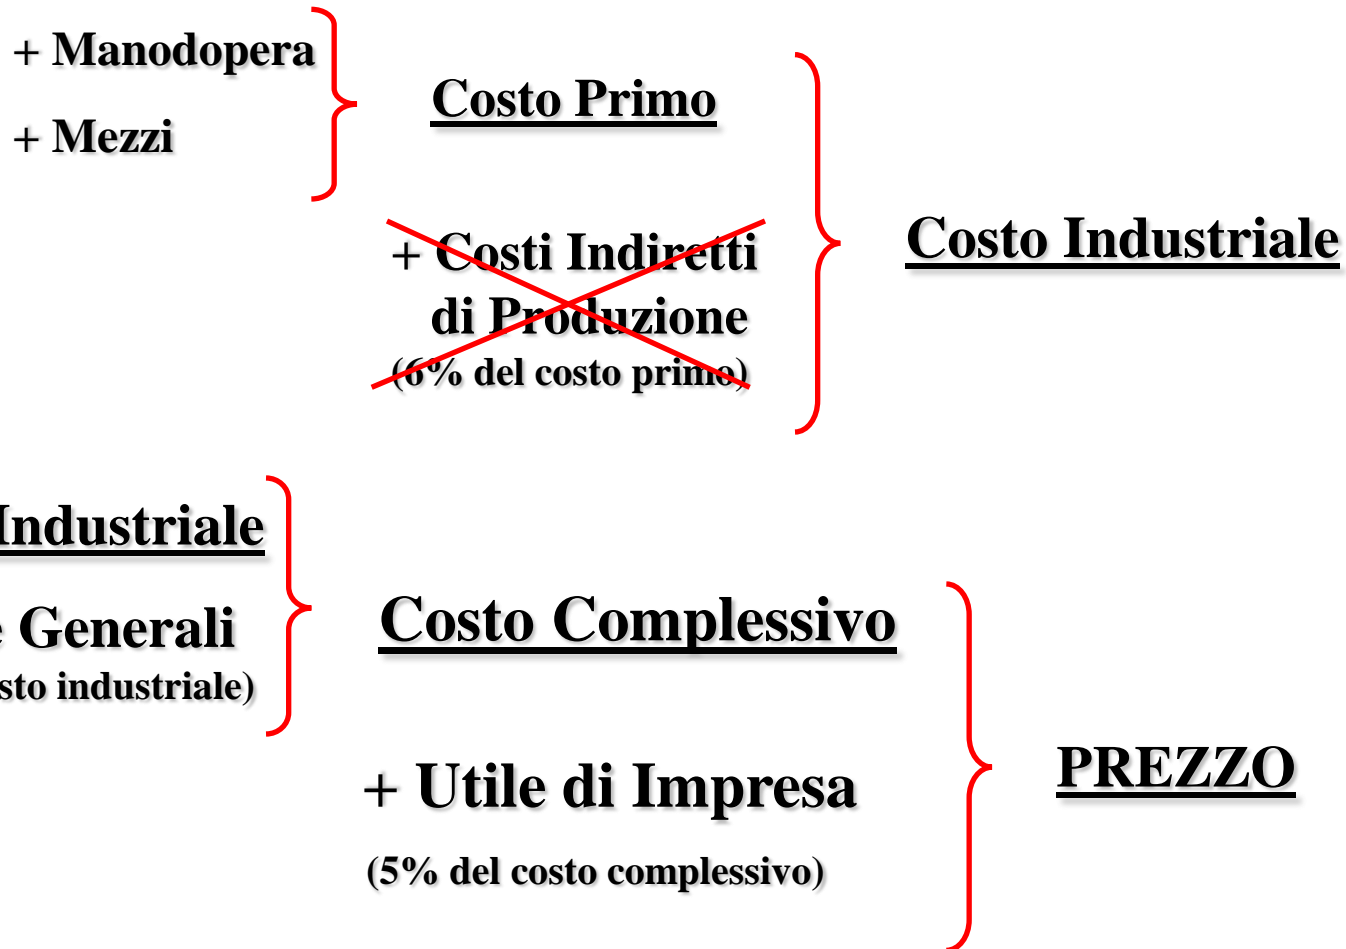 + Manodopera
+ Mezzi
Costo Primo
+ Costi Indiretti
di Produzione
(6% del costo primo)
Costo Industriale
Industriale
Generali
industriale)
Costo Complessivo
+ Utile di Impresa
(5% del costo complessivo)
PREZZO